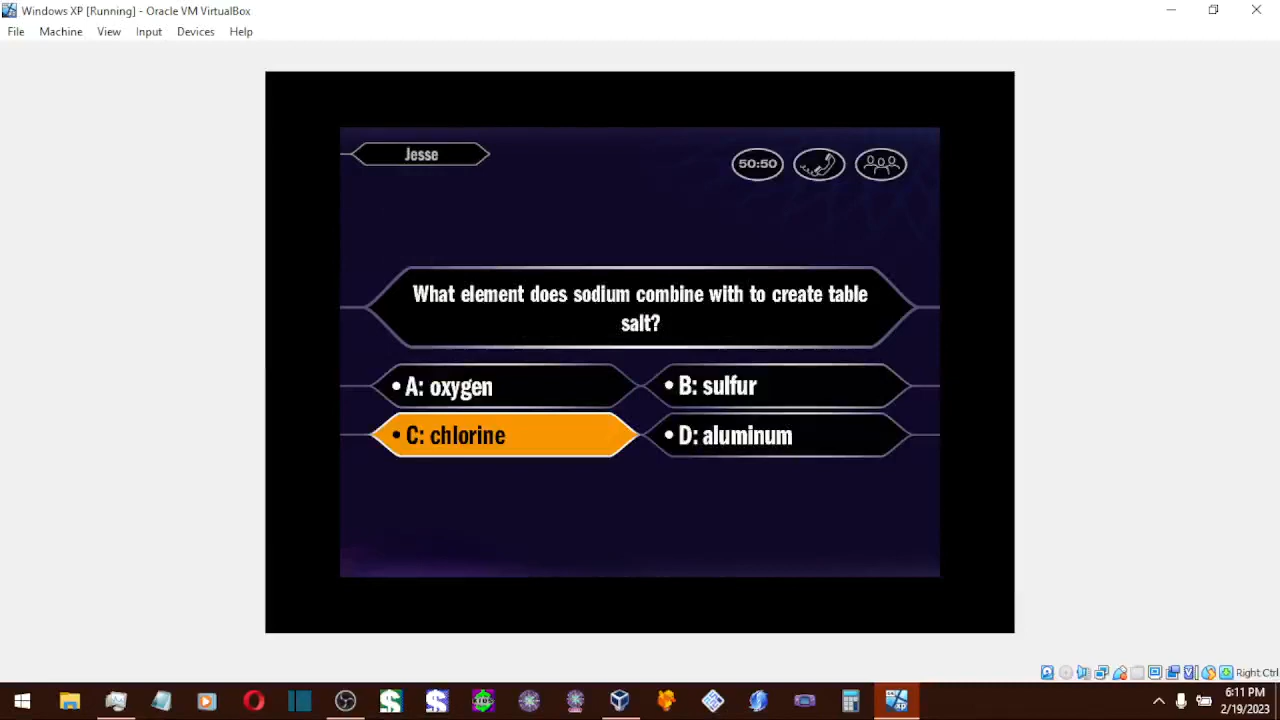 Windows XP [Running] - Oracle VM VirtualBox
File Machine View Input Devices Help
Jesse
50:50
What element does sodium combine with to create table
salt?
• A: oxygen
• B: sulfur
• C: chlorine
• D: aluminum
Right Ctrl
6:11 PM
2/19/2023